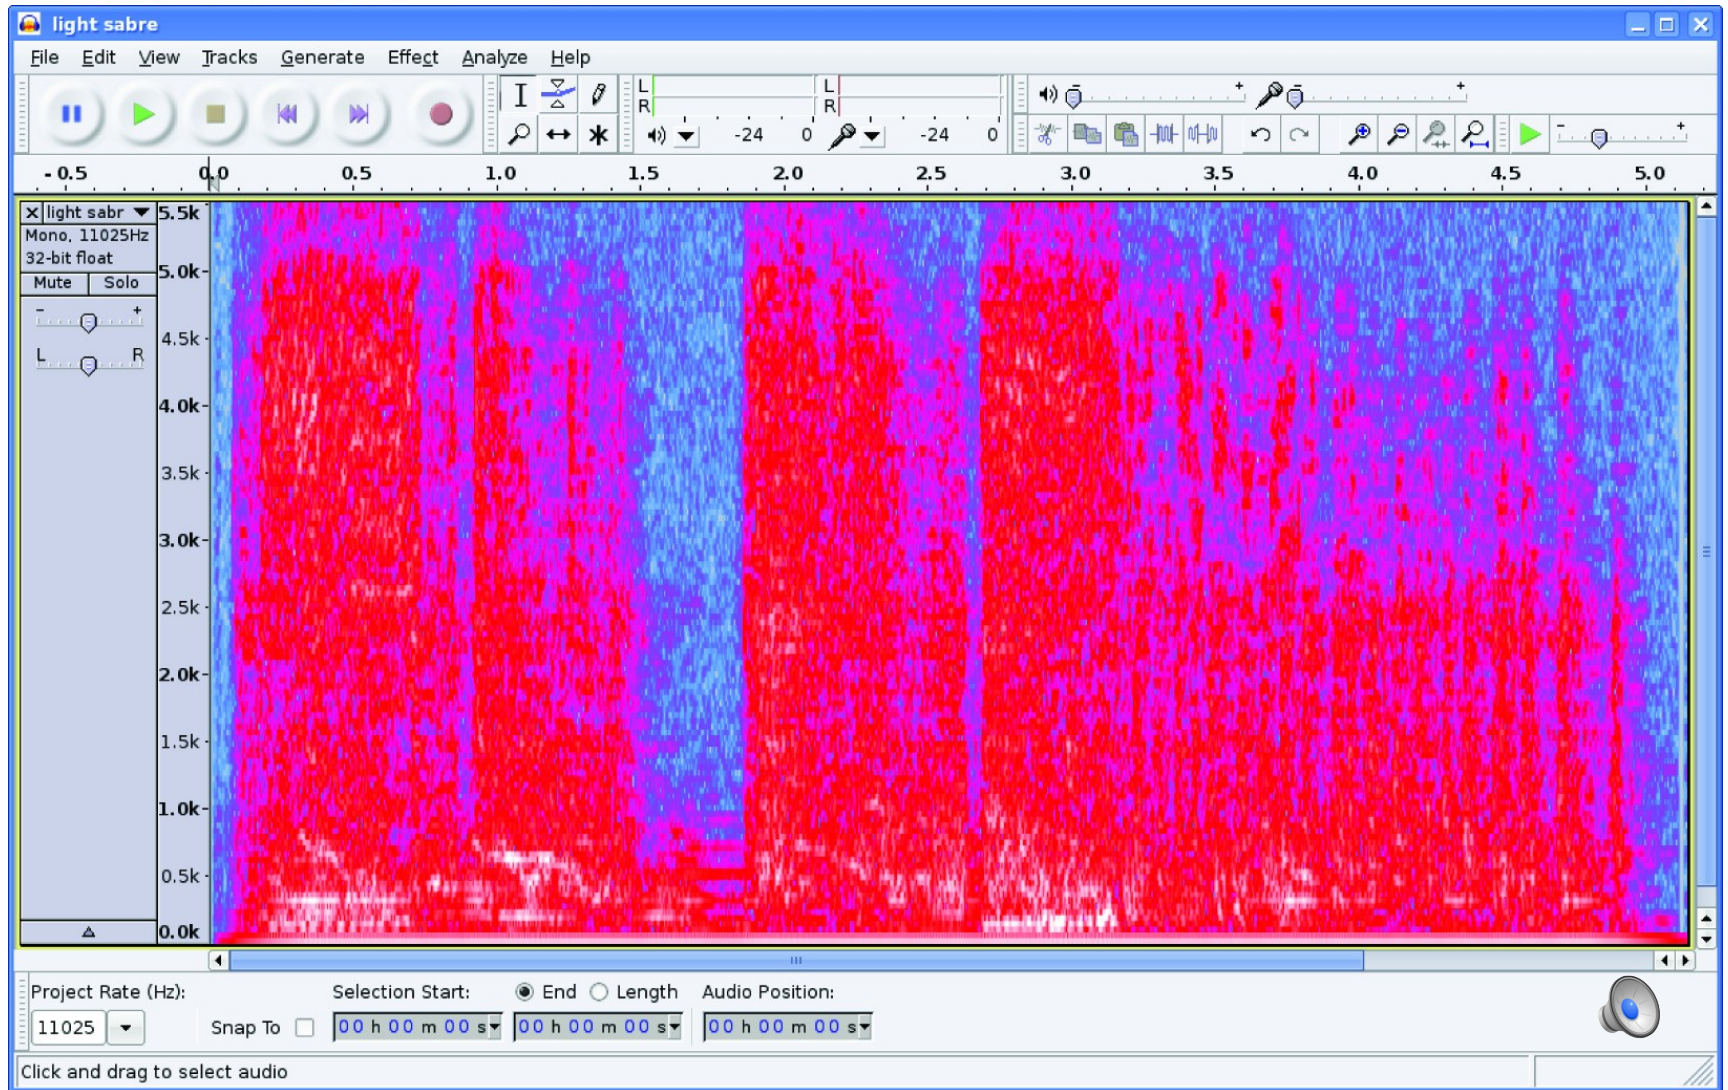 light sabre
File Edit View Tracks Generate Effect Analyze Help
L L
R R
-24 0 -24 0
- + - +
- 0.5 0.0 0.5 1.0 1.5 2.0 2.5 3.0 3.5 4.0 4.5 5.0
light sabr
Mono, 11025Hz
32-bit float
Mute Solo
- +
L R
5.5k
5.0k
4.5k
4.0k
3.5k
3.0k
2.5k
2.0k
1.5k
1.0k
0.5k
0.0k
Project Rate (Hz): Selection Start: End Length Audio Position:
11025 Snap To 00 h 00 m 00 s 00 h 00 m 00 s 00 h 00 m 00 s
Click and drag to select audio